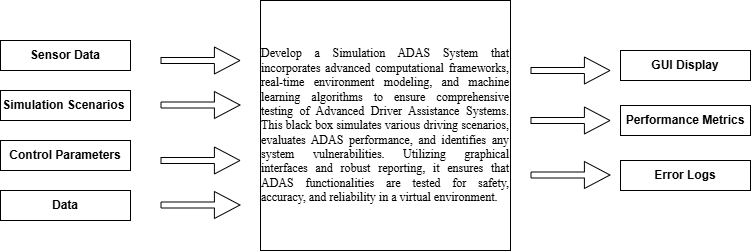 Sensor Data
Simulation Scenarios
Control Parameters
Data
Develop a Simulation ADAS System that
incorporates advanced computational frameworks,
real-time environment modeling, and machine
learning algorithms to ensure comprehensive
testing of Advanced Driver Assistance Systems.
This black box simulates various driving scenarios,
evaluates ADAS performance, and identifies any
system vulnerabilities. Utilizing graphical
interfaces and robust reporting, it ensures that
ADAS functionalities are tested for safety,
accuracy, and reliability in a virtual environment.
GUI Display
Performance Metrics
Error Logs